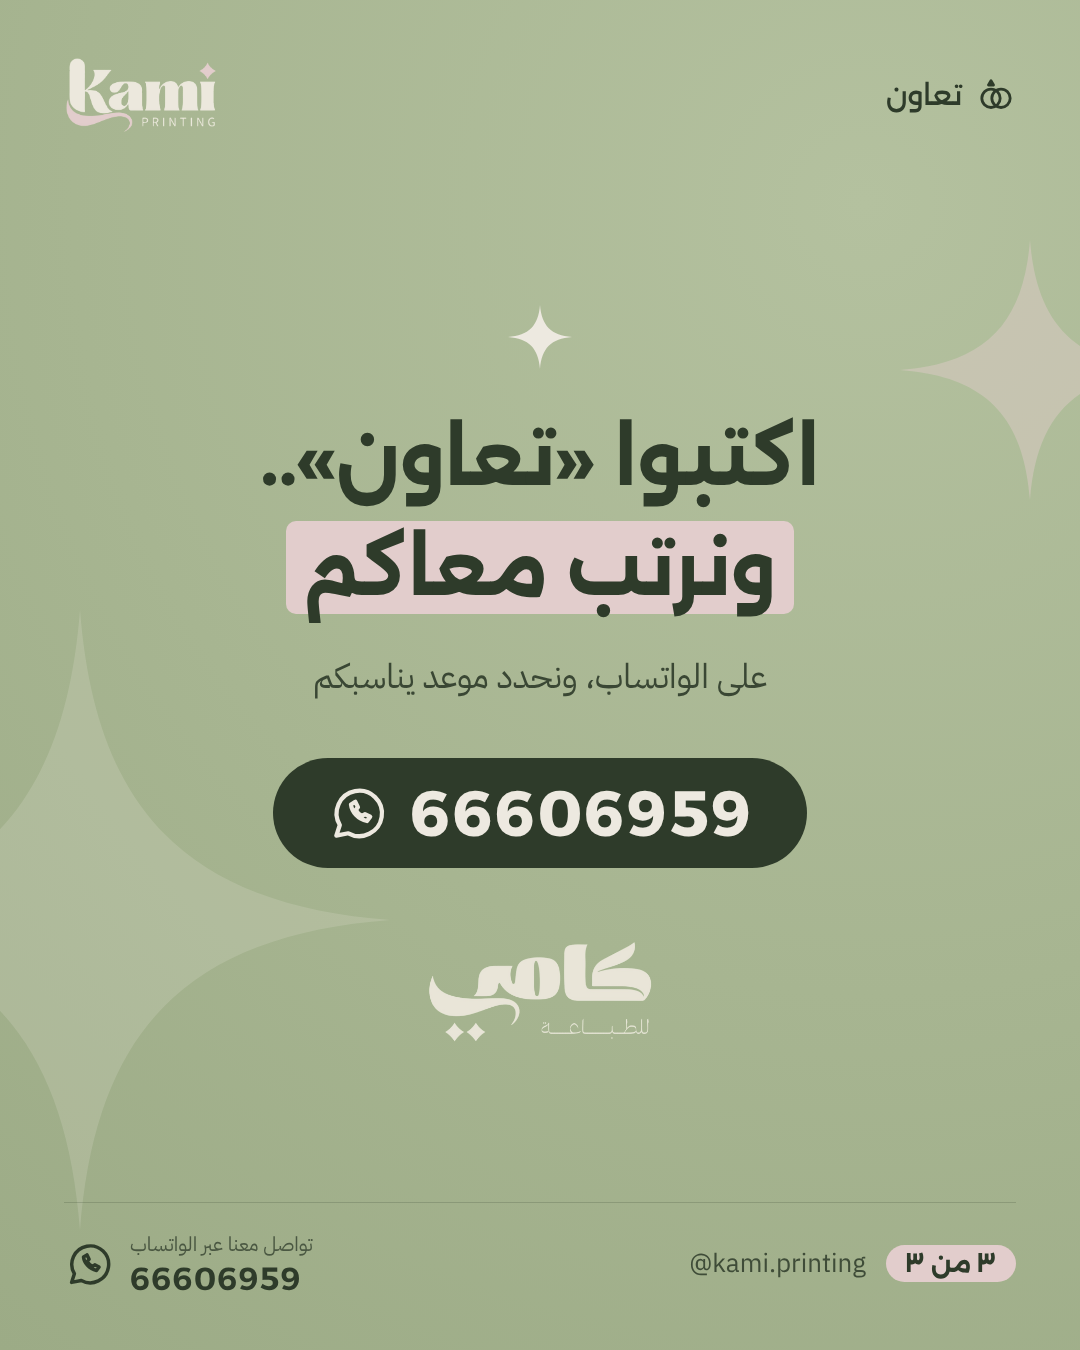 تعاون
Kami
PRINTING
اكتبوا «تعاون»..
ونرتب معاكم
على الواتساب، ونحدد موعد يناسبكم
66606959
كامي
للطبـاعـة
٣ من ٣
@kami.printing
تواصل معنا عبر الواتساب
66606959